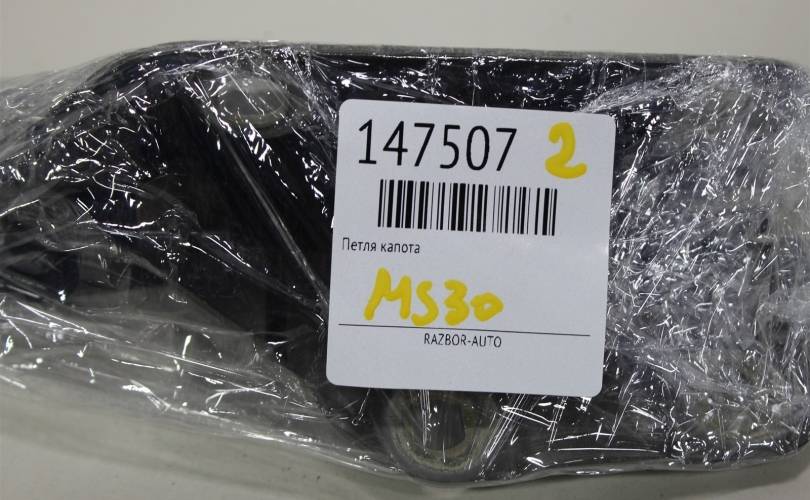 147507 2
Петля капота
MS30
RAZBOR-AUTO